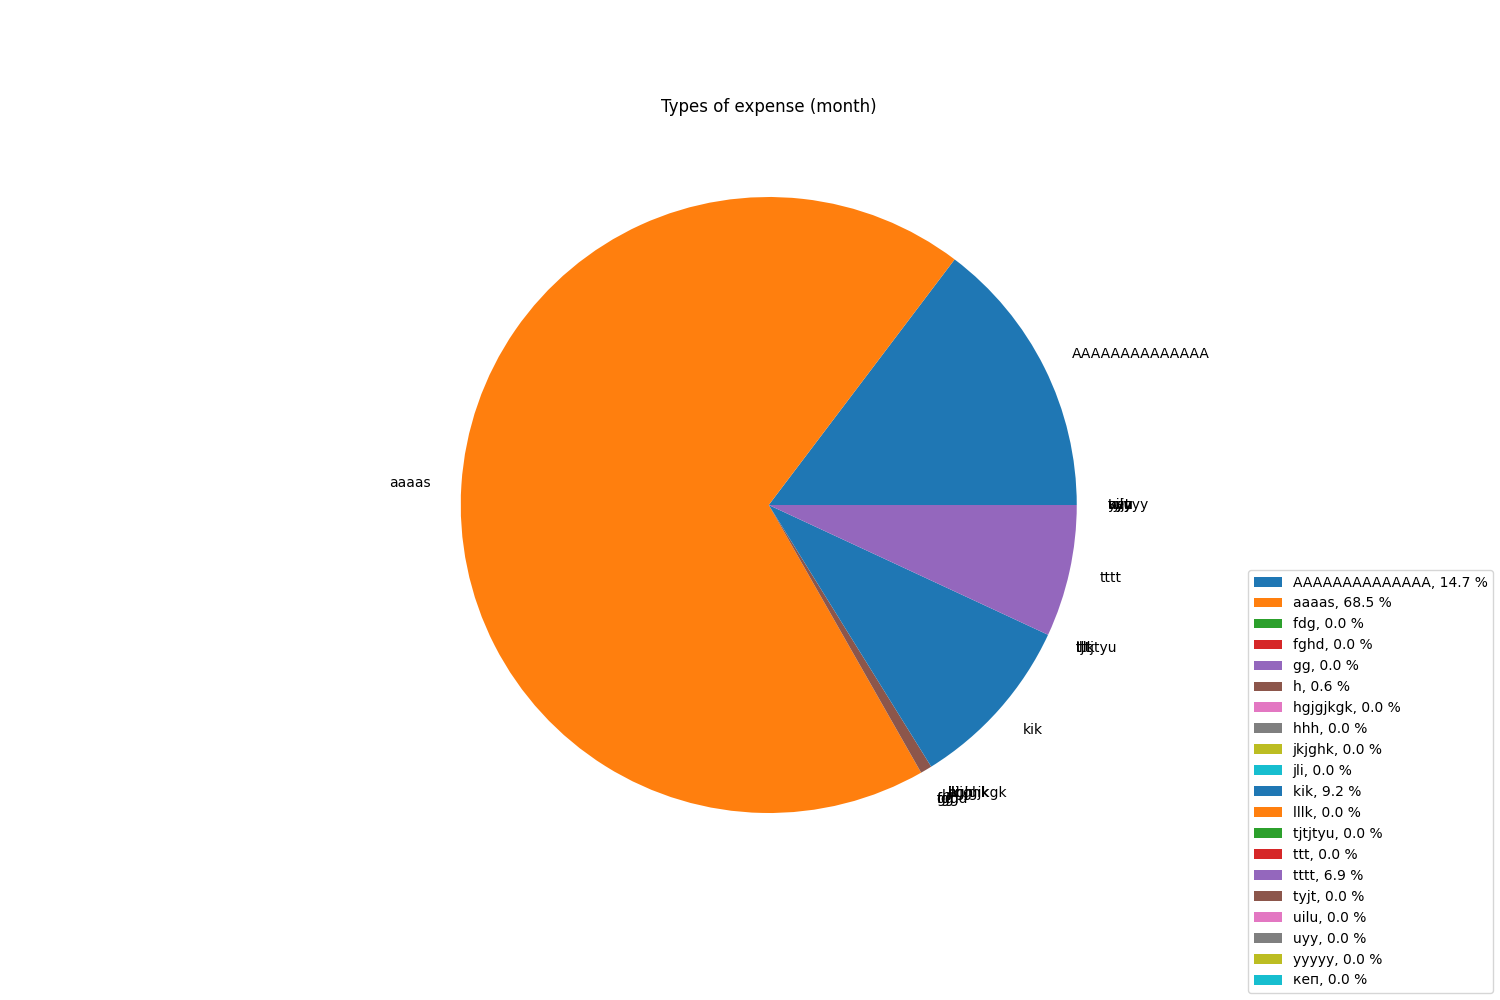 Types of expense (month)
AAAAAAAAAAAAAA
aaaas
tttt
kik
AAAAAAAAAAAAAA, 14.7 %
aaaas, 68.5 %
fdg, 0.0 %
fghd, 0.0 %
gg, 0.0 %
h, 0.6 %
hgjgjkgk, 0.0 %
hhh, 0.0 %
jkjghk, 0.0 %
jli, 0.0 %
kik, 9.2 %
lllk, 0.0 %
tjtjtyu, 0.0 %
ttt, 0.0 %
tttt, 6.9 %
tyjt, 0.0 %
uilu, 0.0 %
uyy, 0.0 %
yyyyy, 0.0 %
кеп, 0.0 %